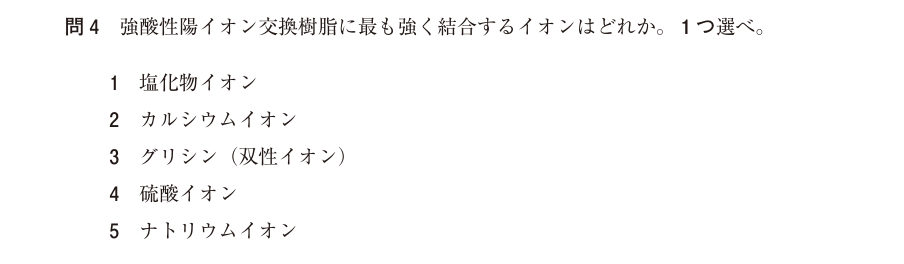 問4 強酸性陽イオン交換樹脂に最も強く結合するイオンはどれか。1つ選べ。
1 塩化物イオン
2 カルシウムイオン
3 グリシン（双性イオン）
4 硫酸イオン
5 ナトリウムイオン